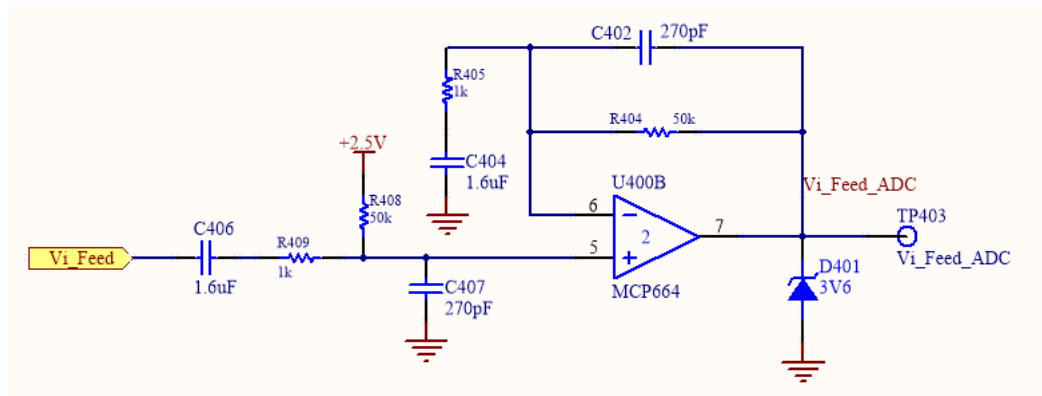 C402
270pF
R405
1k
R404
50k
+2.5V
C404
1.6uF
U400B
Vi_Feed_ADC
R408
50k
6
7
TP403
C406
R409
2
Vi_Feed
5
Vi_Feed_ADC
1k
D401
1.6uF
C407
MCP664
3V6
270pF